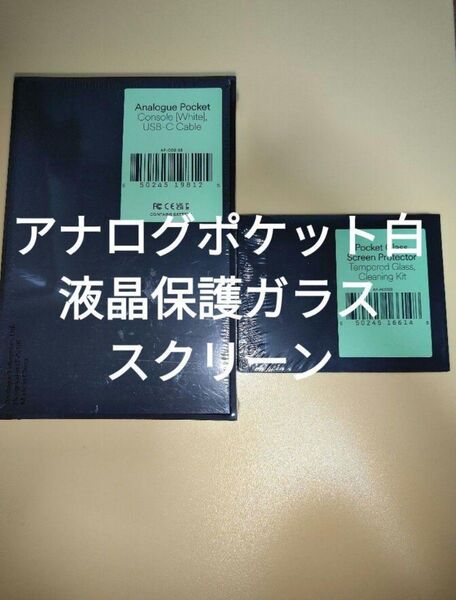 Analogue Pocket
Console [White],
USB-C Cable
50245 19812
FC CE
アナログポケット白
Pocket Glass
Screen Protector
Tempered Glass,
Cleaning Kit
50245 16614
液晶保護ガラス
スクリーン